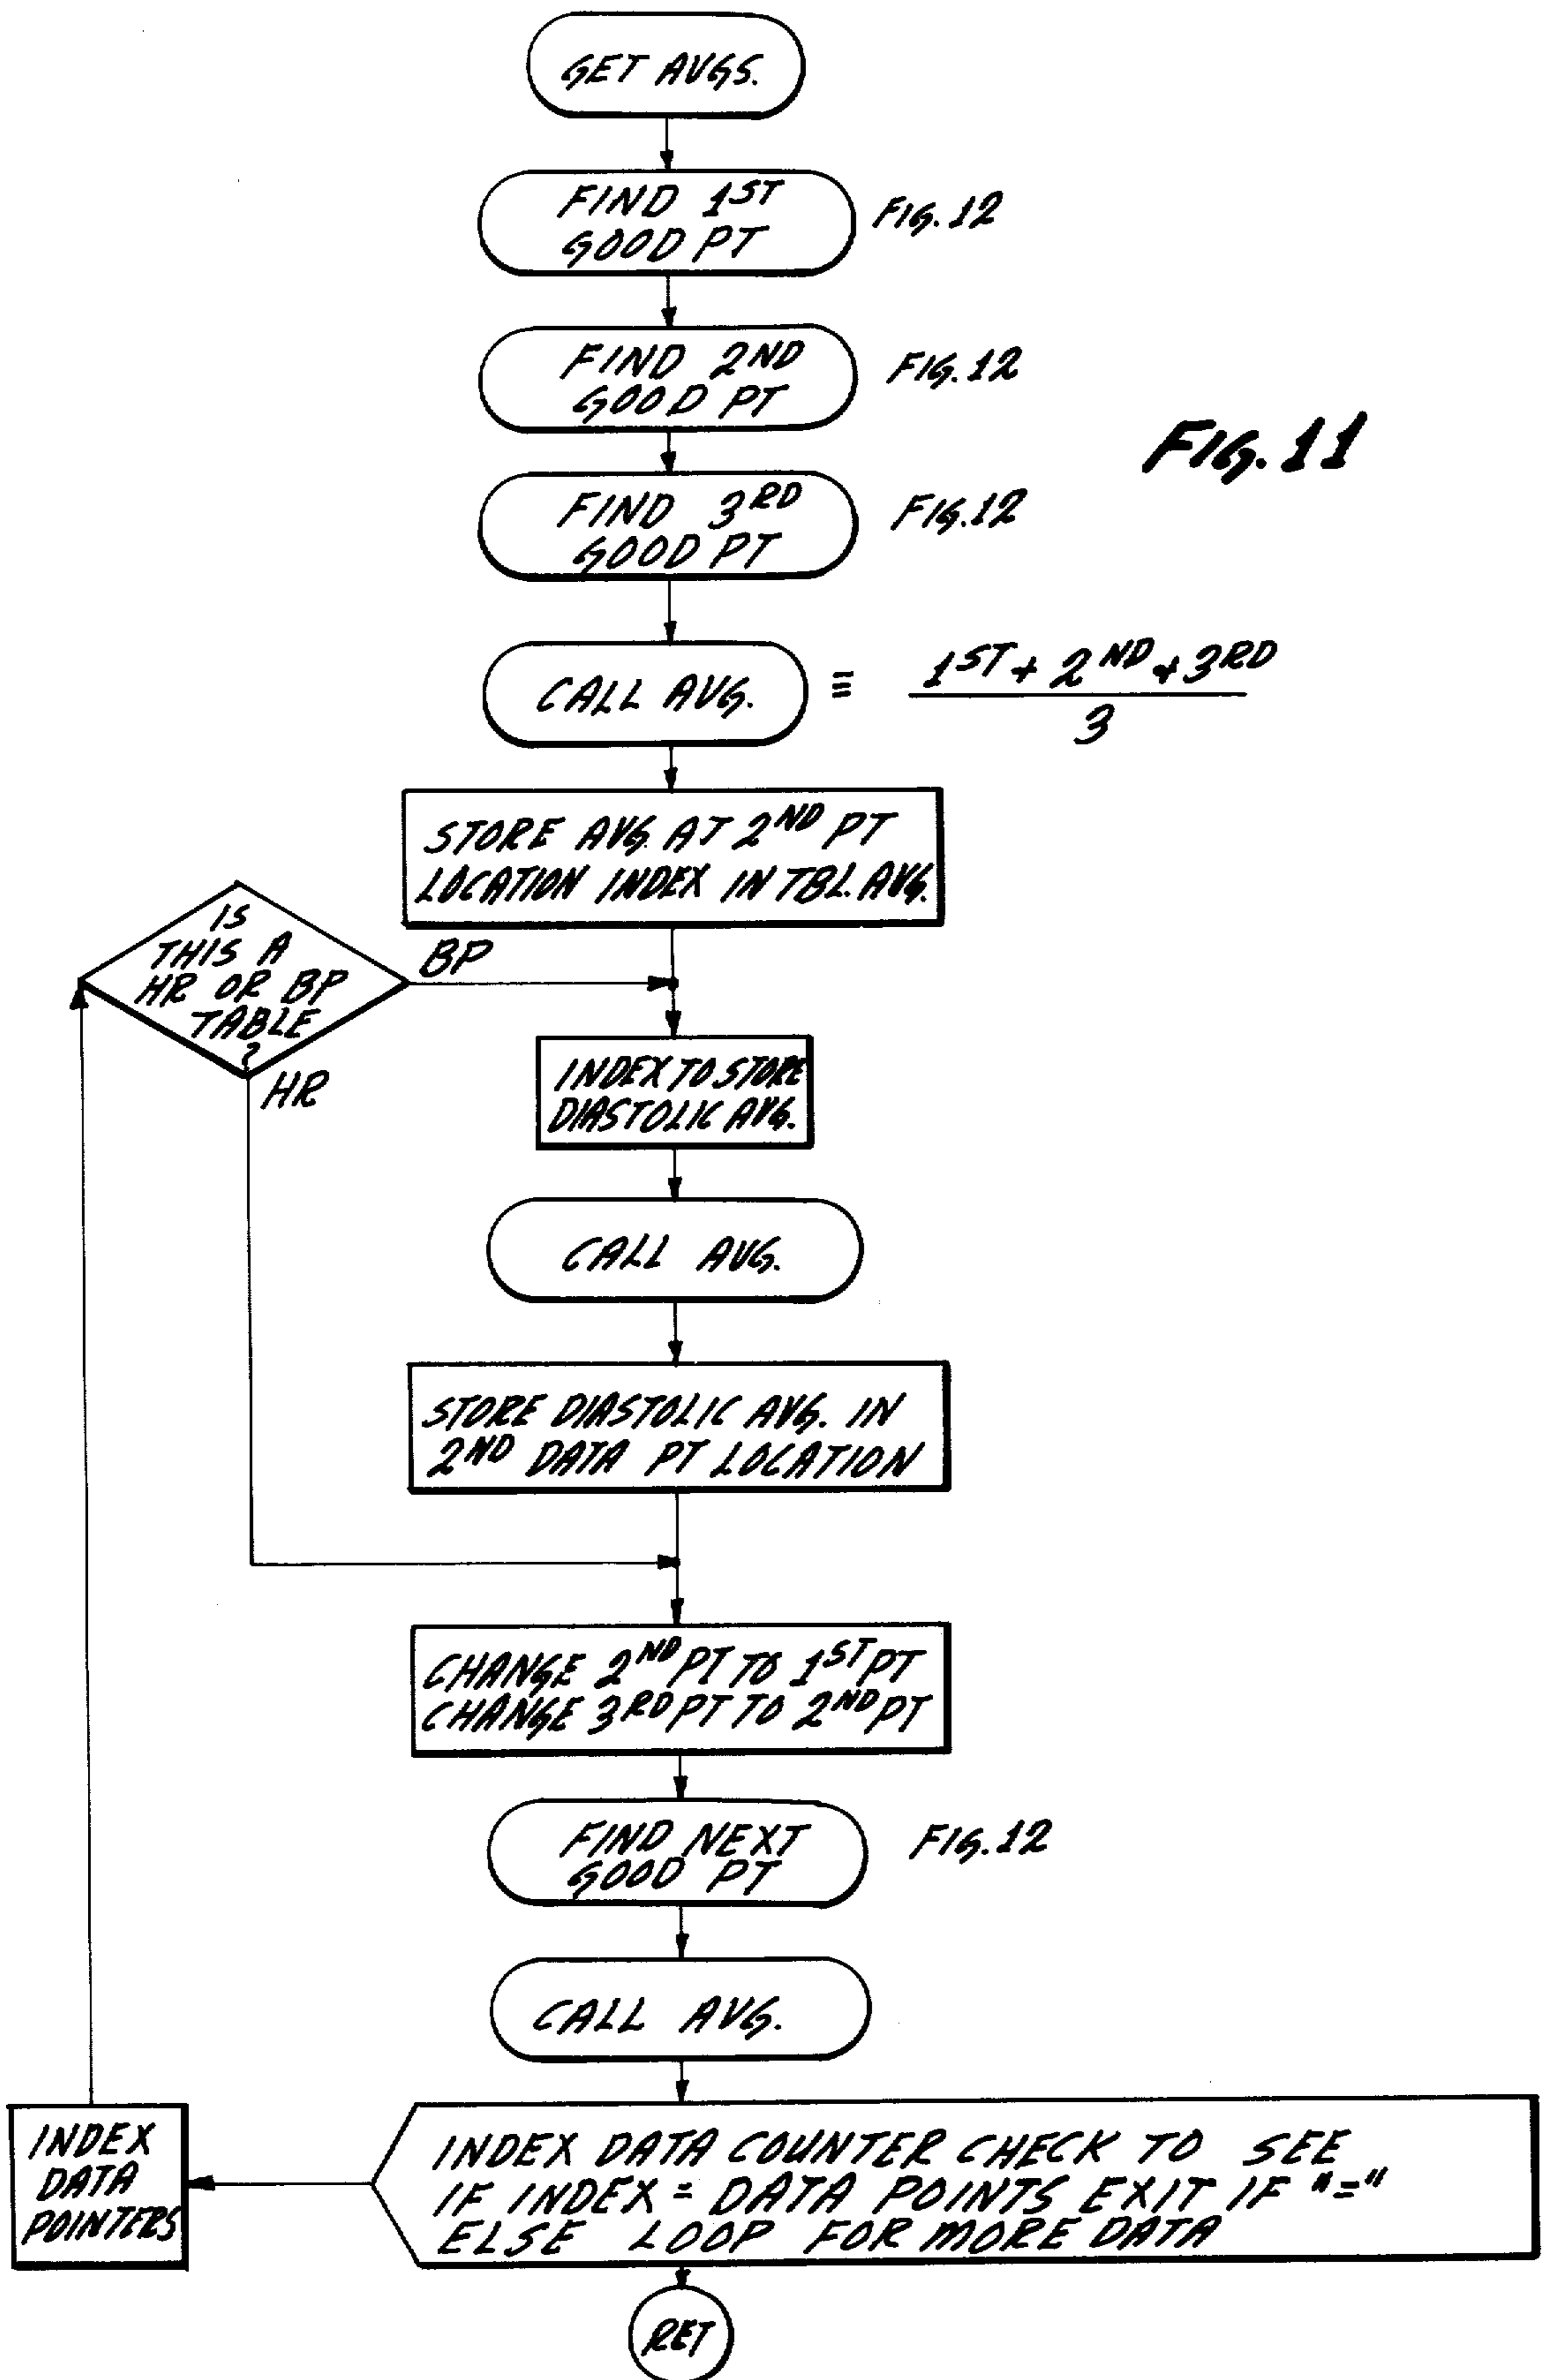 GET AVGS.
FIND 1ST
GOOD PT
FIG. 12
FIND 2ND
GOOD PT
FIG. 12
FIG. 11
FIND 3RD
GOOD PT
FIG. 12
CALL AVG. ≡ 1ST + 2ND + 3RD
3
STORE AVG AT 2ND PT
LOCATION INDEX IN TBL. AVG.
IS
THIS A
HR OR BP
TABLE
?
BP
HR
INDEX TO STORE
DIASTOLIC AVG.
CALL AVG.
STORE DIASTOLIC AVG. IN
2ND DATA PT LOCATION
CHANGE 2ND PT TO 1ST PT
CHANGE 3RD PT TO 2ND PT
FIND NEXT
GOOD PT
FIG. 12
CALL AVG.
INDEX
DATA
POINTERS
INDEX DATA COUNTER CHECK TO SEE
IF INDEX = DATA POINTS EXIT IF "="
ELSE LOOP FOR MORE DATA
RET